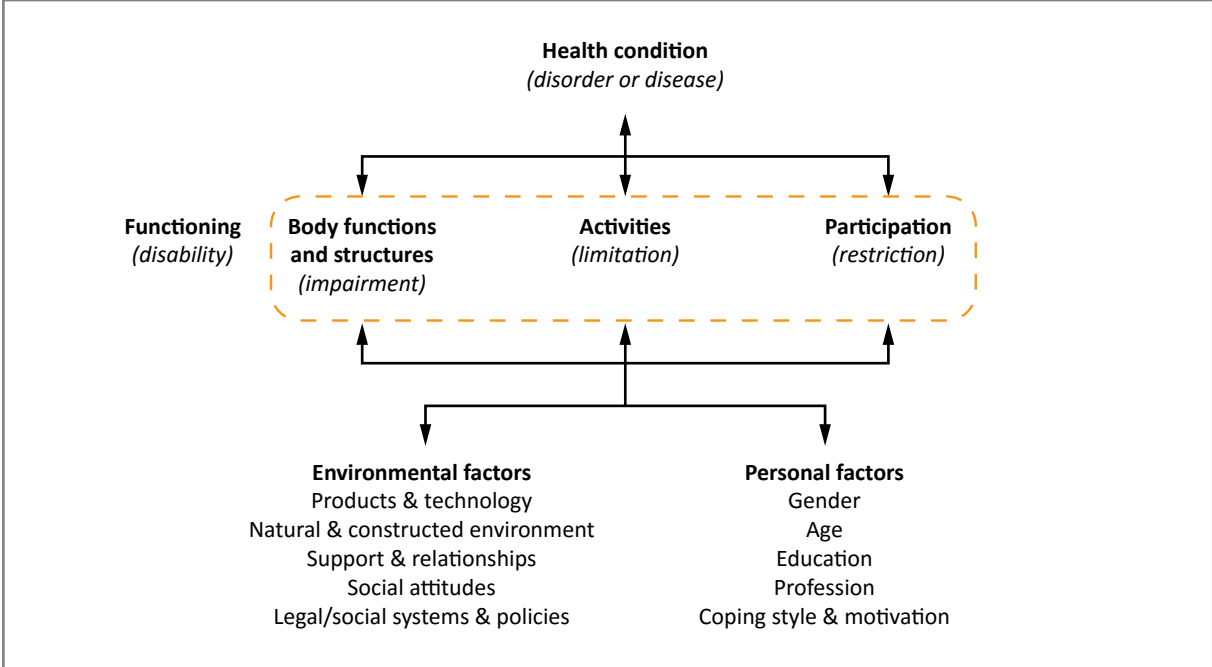 Health condition
(disorder or disease)
Functioning
(disability)
Body functions
and structures
(impairment)
Activities
(limitation)
Participation
(restriction)
Environmental factors
Products & technology
Natural & constructed environment
Support & relationships
Social attitudes
Legal/social systems & policies
Personal factors
Gender
Age
Education
Profession
Coping style & motivation